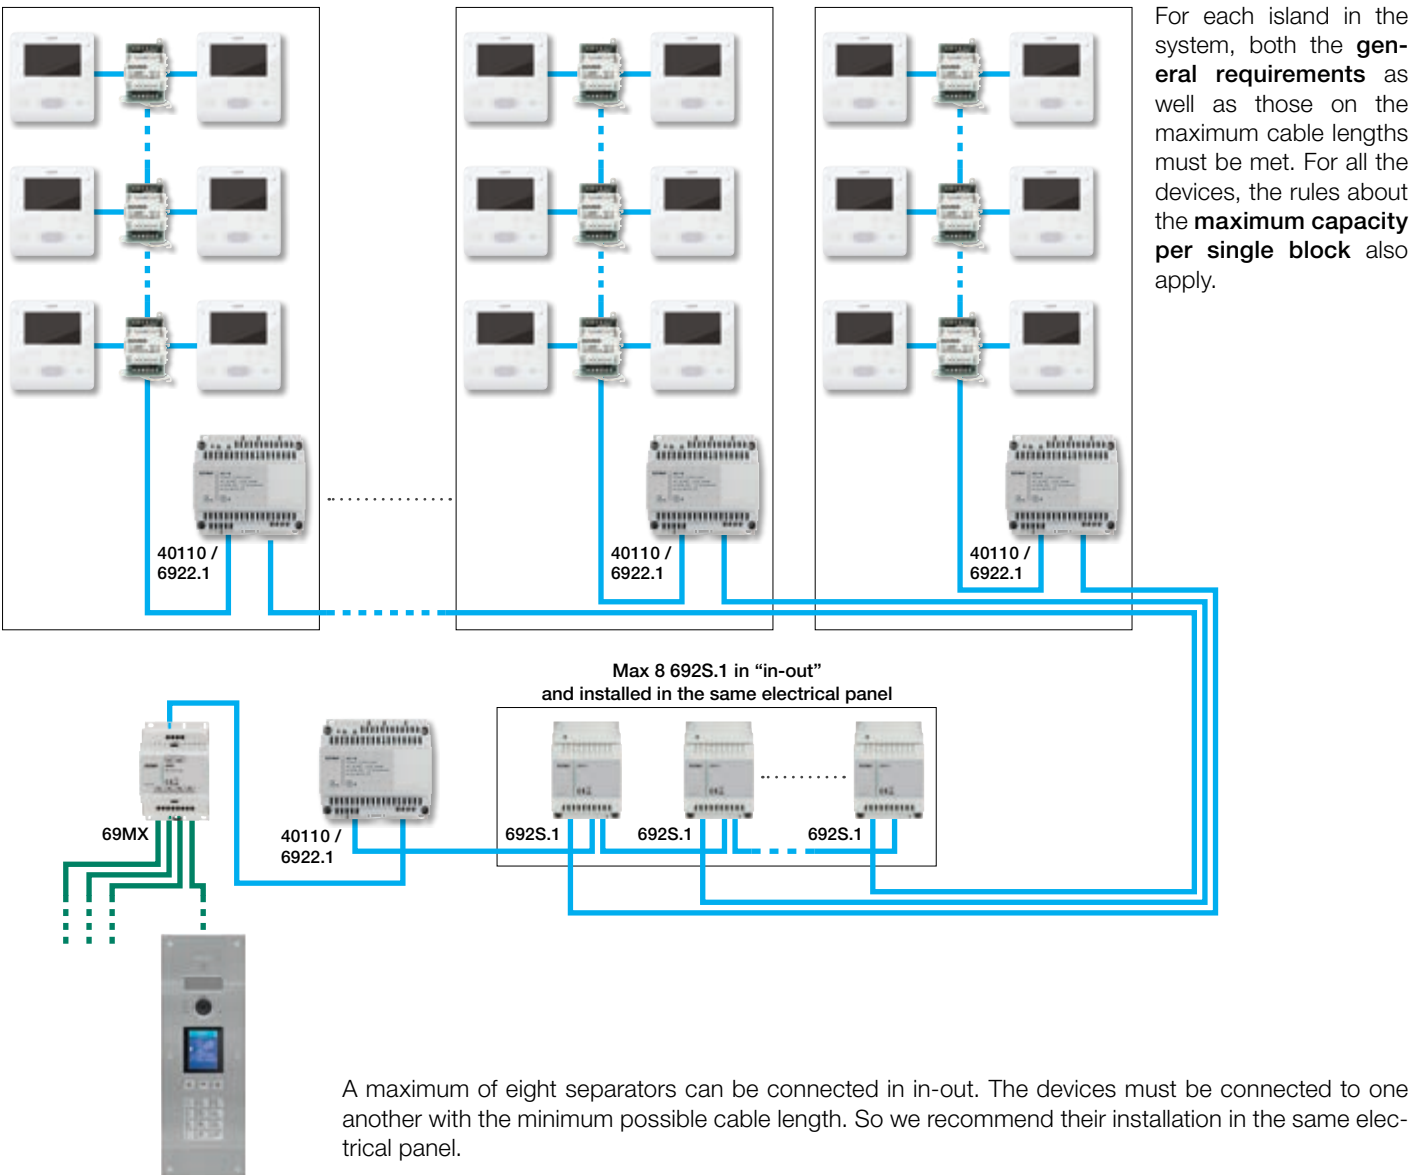 For each island in the
system, both the gen-
eral requirements as
well as those on the
maximum cable lengths
must be met. For all the
devices, the rules about
the maximum capacity
per single block also
apply.
40110 /
6922.1
40110 /
6922.1
40110 /
6922.1
Max 8 692S.1 in “in-out”
and installed in the same electrical panel
69MX
40110 /
6922.1
692S.1
692S.1
692S.1
A maximum of eight separators can be connected in in-out. The devices must be connected to one
another with the minimum possible cable length. So we recommend their installation in the same elec-
trical panel.